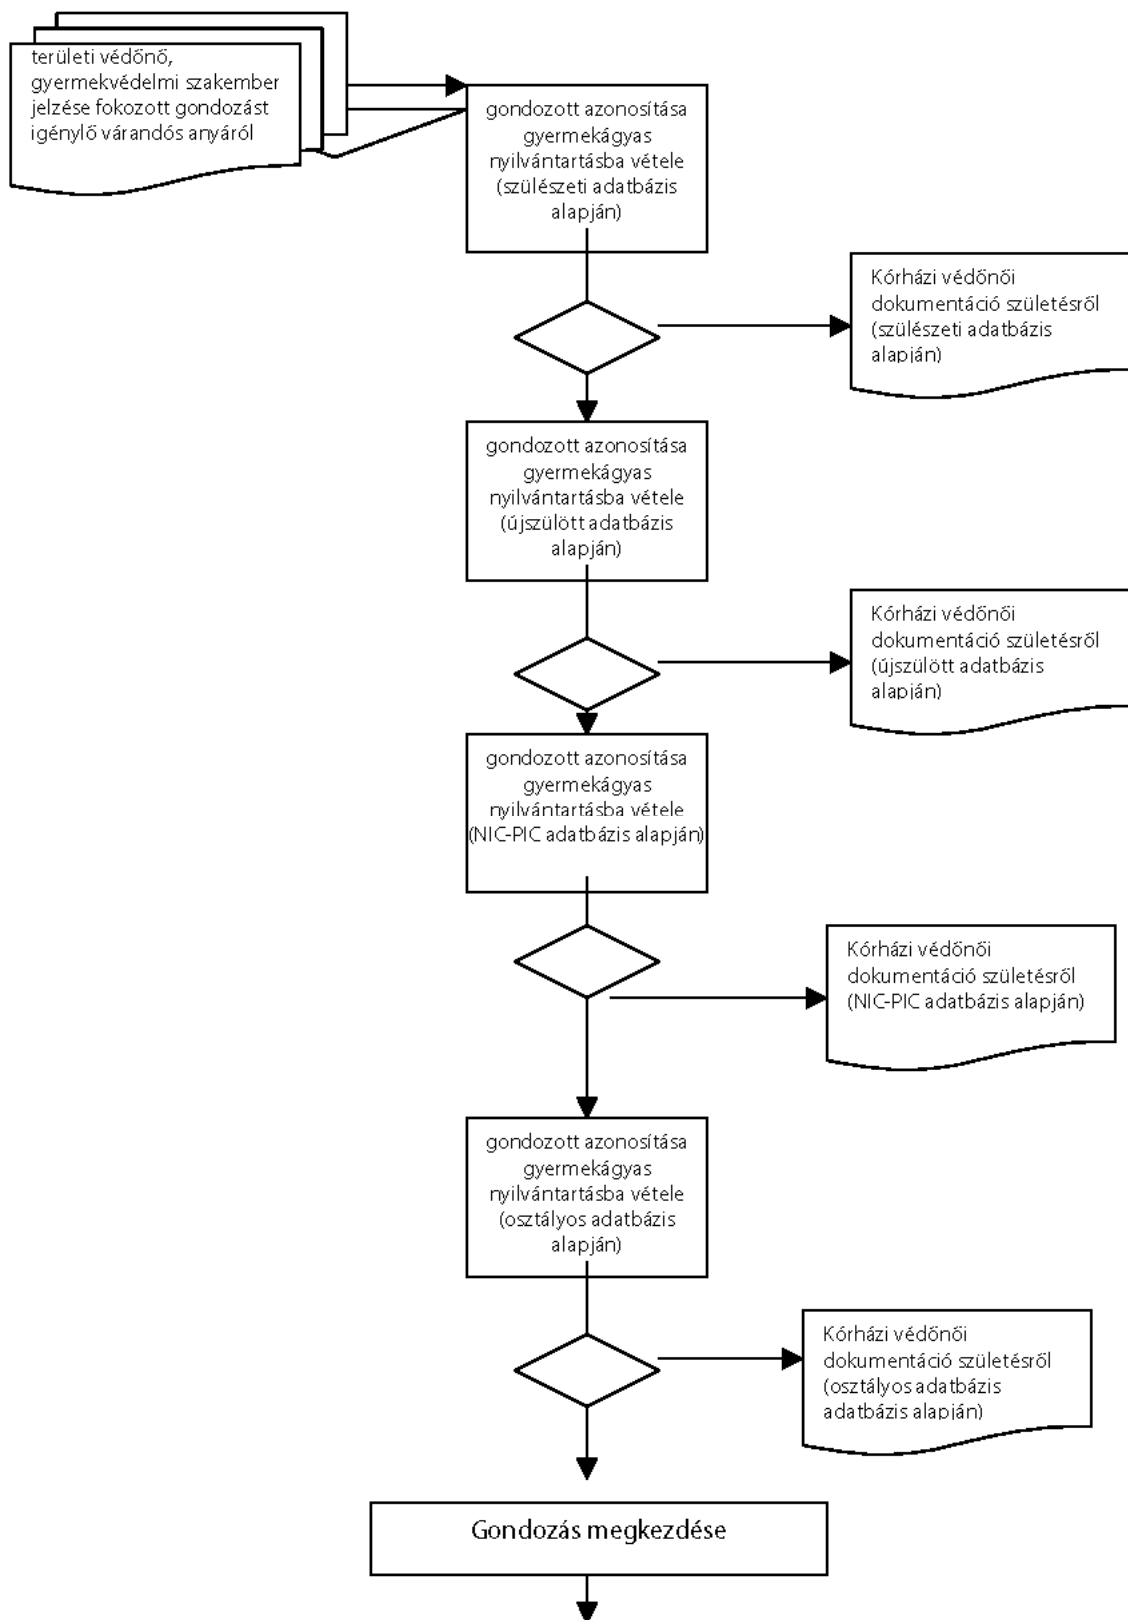 területi védőnő,
gyermekvédelmi szakember
jelzése fokozott gondozást
igénylő várandós anyáról
gondozott azonosítása
gyermekágyas
nyilvántartásba vétele
(szülészeti adatbázis
alapján)
Kórházi védőnői
dokumentáció születésről
(szülészeti adatbázis
alapján)
gondozott azonosítása
gyermekágyas
nyilvántartásba vétele
(újszülött adatbázis
alapján)
Kórházi védőnői
dokumentáció születésről
(újszülött adatbázis
alapján)
gondozott azonosítása
gyermekágyas
nyilvántartásba vétele
(NIC-PIC adatbázis alapján)
Kórházi védőnői
dokumentáció születésről
(NIC-PIC adatbázis alapján)
gondozott azonosítása
gyermekágyas
nyilvántartásba vétele
(osztályos adatbázis
alapján)
Kórházi védőnői
dokumentáció születésről
(osztályos adatbázis
adatbázis alapján)
Gondozás megkezdése